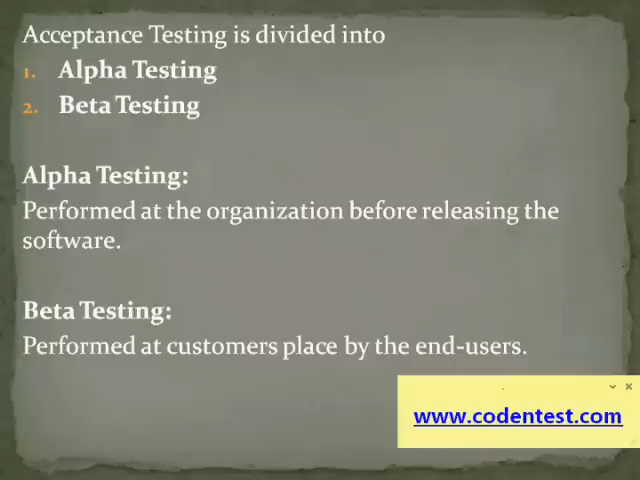 Acceptance Testing is divided into
1. Alpha Testing
2. Beta Testing
Alpha Testing:
Performed at the organization before releasing the
software.
Beta Testing:
Performed at customers place by the end-users.
www.codentest.com